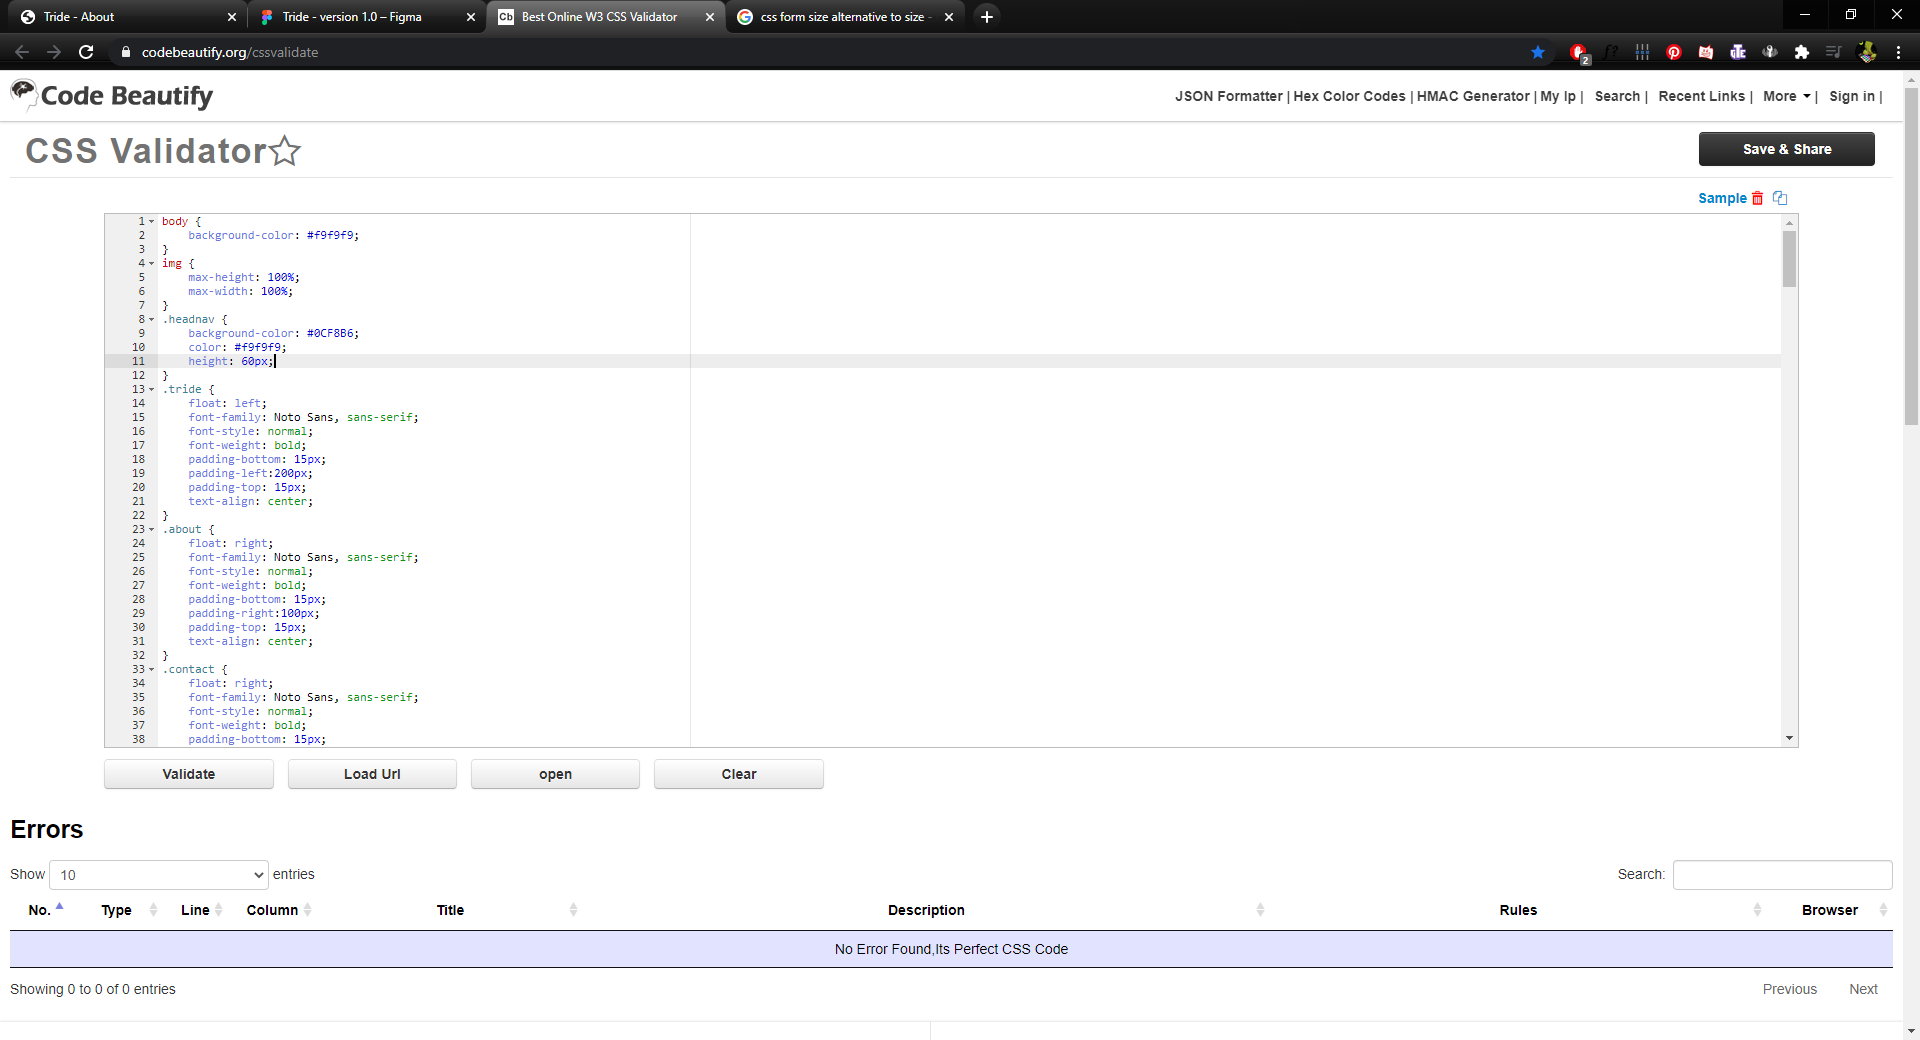 Tride - About
Tride - version 1.0 – Figma
Cb Best Online W3 CSS Validator
css form size alternative to size -
codebeautify.org/cssvalidate
2
f?
Code Beautify
JSON Formatter | Hex Color Codes | HMAC Generator | My Ip | Search | Recent Links | More | Sign in |
CSS Validator
Save & Share
Sample
1 body {
2 background-color: #f9f9f9;
3 }
4 img {
5 max-height: 100%;
6 max-width: 100%;
7 }
8 .headnav {
9 background-color: #0CF8B6;
10 color: #f9f9f9;
11 height: 60px;
12 }
13 .tride {
14 float: left;
15 font-family: Noto Sans, sans-serif;
16 font-style: normal;
17 font-weight: bold;
18 padding-bottom: 15px;
19 padding-left:200px;
20 padding-top: 15px;
21 text-align: center;
22 }
23 .about {
24 float: right;
25 font-family: Noto Sans, sans-serif;
26 font-style: normal;
27 font-weight: bold;
28 padding-bottom: 15px;
29 padding-right:100px;
30 padding-top: 15px;
31 text-align: center;
32 }
33 .contact {
34 float: right;
35 font-family: Noto Sans, sans-serif;
36 font-style: normal;
37 font-weight: bold;
38 padding-bottom: 15px;
Validate Load Url open Clear
Errors
Show 10 entries Search:
No. Type Line Column Title Description Rules Browser
No Error Found,Its Perfect CSS Code
Showing 0 to 0 of 0 entries Previous Next